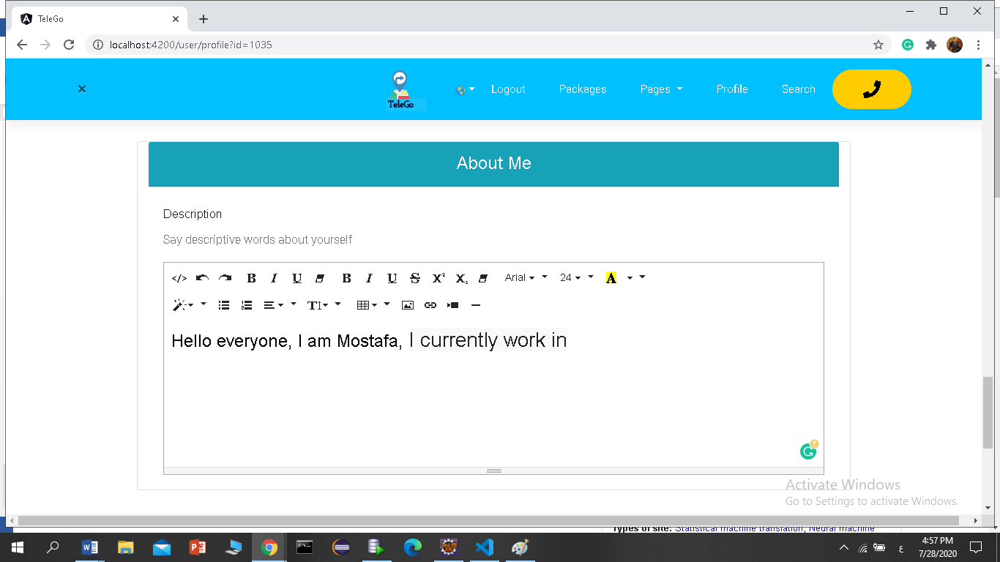 TeleGo
localhost:4200/user/profile?id=1035
TeleGo
Logout
Packages
Pages
Profile
Search
About Me
Description
Say descriptive words about yourself
</> B I U B I U S X² X₂ Arial 24 A
T
Hello everyone, I am Mostafa, I currently work in
Activate Windows
Go to Settings to activate Windows.
Types of site: Statistical machine translation, Neural machine
ع
4:57 PM
7/28/2020